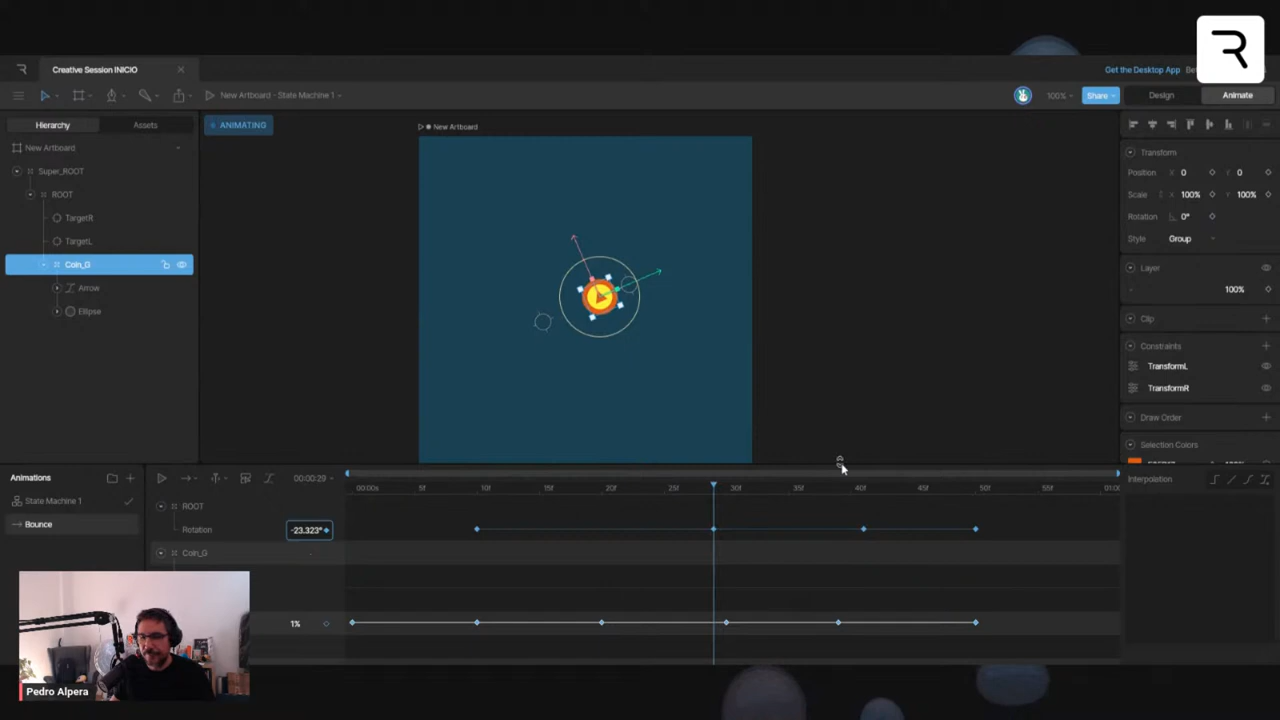 Creative Session INICIO
Get the Desktop App
New Artboard - State Machine 1
100%
Share
Design
Animate
Hierarchy
Assets
ANIMATING
New Artboard
New Artboard
Super_ROOT
ROOT
TargetR
TargetL
Coin_G
Arrow
Ellipse
Transform
Position X 0 Y 0
Scale X 100% Y 100%
Rotation 0°
Style Group
Layer
100%
Clip
Constraints
TransformL
TransformR
Draw Order
Selection Colors
Animations
00:00:29
00:00s 5f 10f 15f 20f 25f 30f 35f 40f 45f 50f 55f
Interpolation
State Machine 1
Bounce
ROOT
Rotation -23.323°
Coin_G
1%
Pedro Alpera